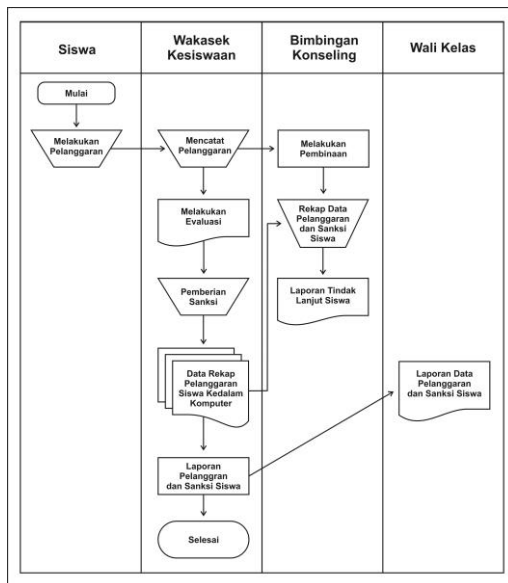 Siswa
Wakasek
Kesiswaan
Bimbingan
Konseling
Wali Kelas
Mulai
Melakukan
Pelanggaran
Mencatat
Pelanggaran
Melakukan
Pembinaan
Melakukan
Evaluasi
Rekap Data
Pelanggaran
dan Sanksi
Siswa
Pemberian
Sanksi
Laporan Tindak
Lanjut Siswa
Data Rekap
Pelanggaran
Siswa Kedalam
Komputer
Laporan Data
Pelanggaran
dan Sanksi Siswa
Laporan
Pelanggran
dan Sanksi Siswa
Selesai